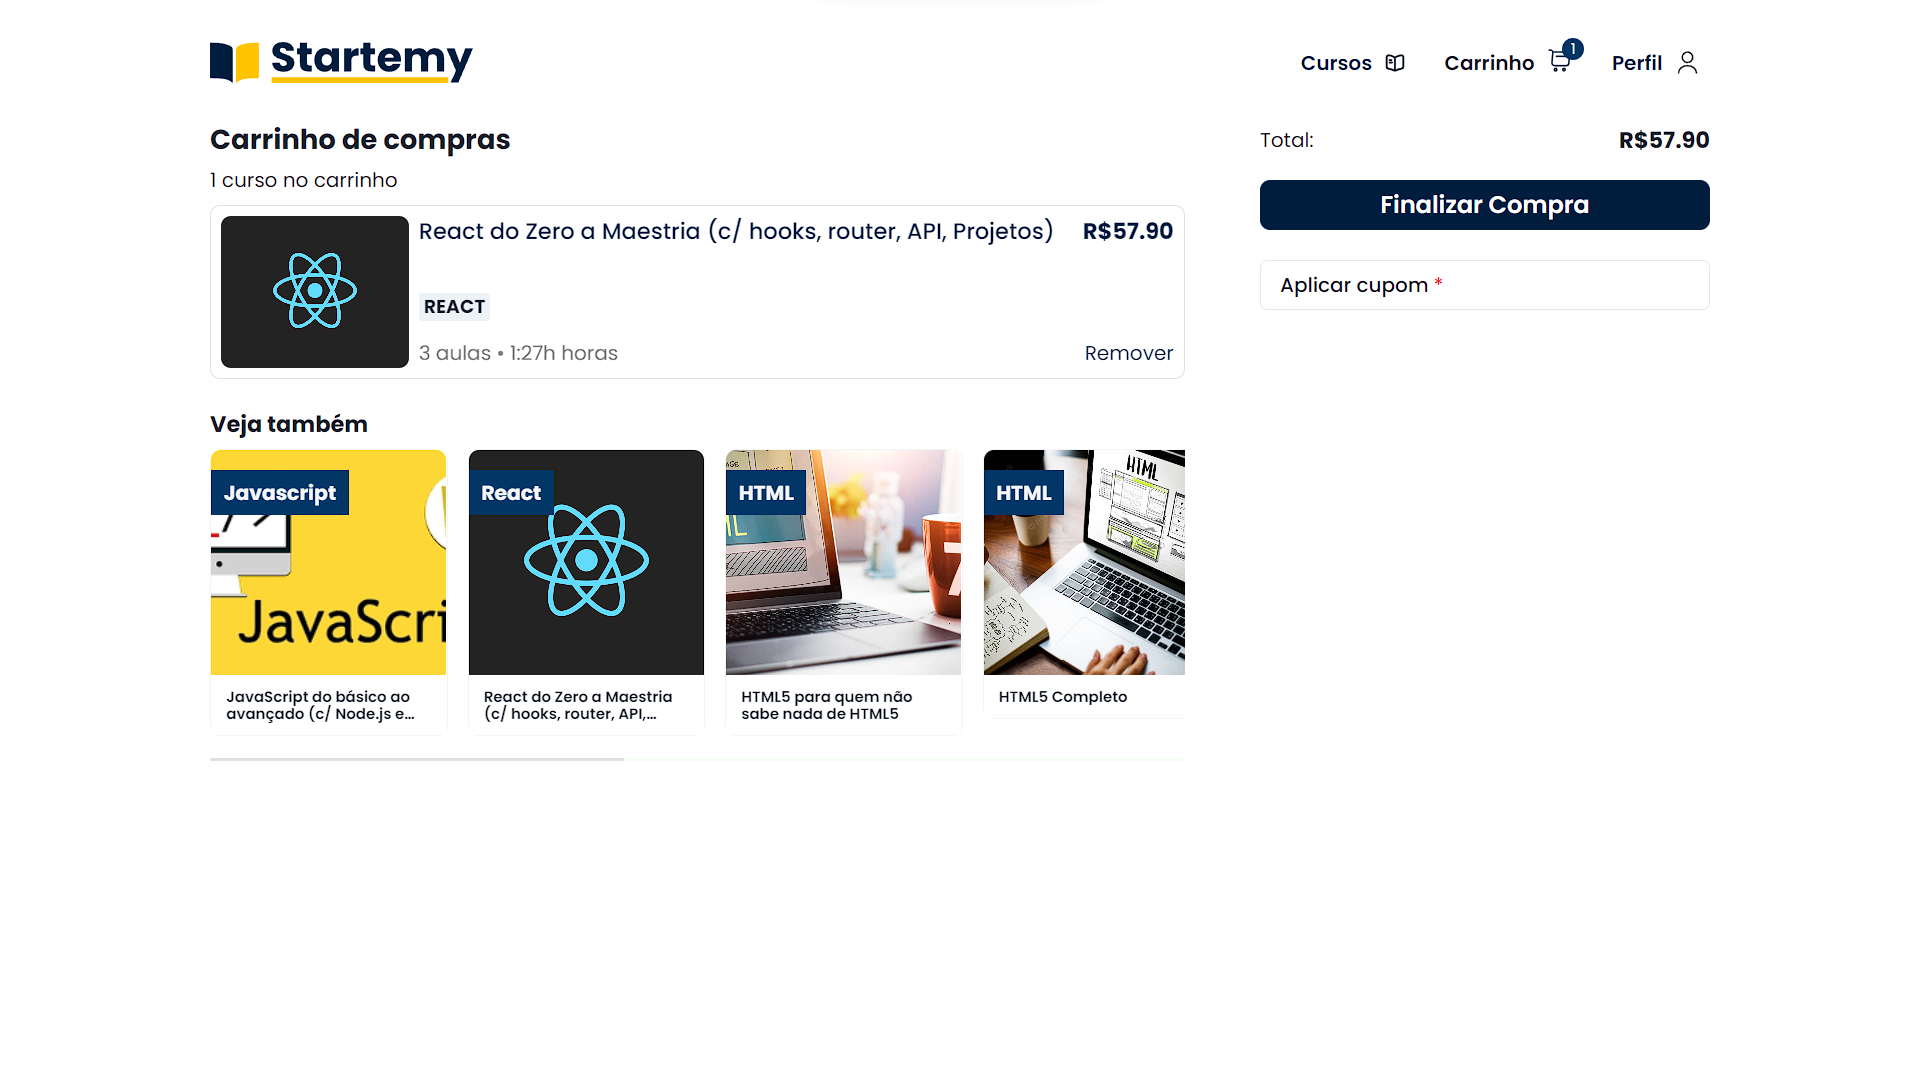 Startemy
Cursos
Carrinho
1
Perfil
Carrinho de compras
1 curso no carrinho
React do Zero a Maestria (c/ hooks, router, API, Projetos)
R$57.90
REACT
3 aulas • 1:27h horas
Remover
Total:
R$57.90
Finalizar Compra
Aplicar cupom *
Veja também
Javascript
JavaScri
JavaScript do básico ao
avançado (c/ Node.js e...
React
React do Zero a Maestria
(c/ hooks, router, API,...
HTML
HTML5 para quem não
sabe nada de HTML5
HTML
HTML
HTML5 Completo